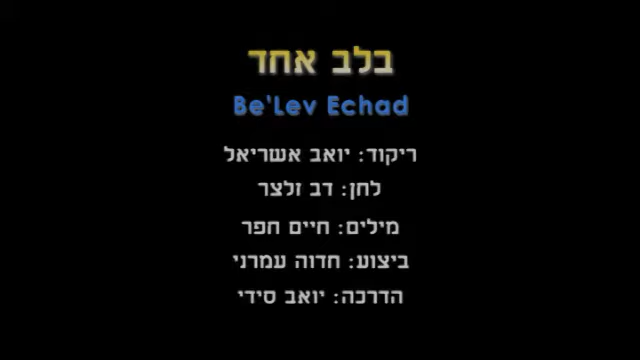 בלב אחד
Be'Lev Echad
ריקוד: יואב אשריאל
לחן: דב זלצר
מילים: חיים חפר
ביצוע: חדוה עמרני
הדרכה: יואב סידי